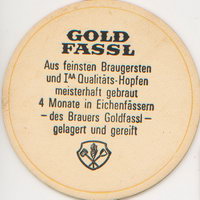 GOLD
FASSL
Aus feinsten Braugersten
und Iᴬᴬ Qualitäts-Hopfen
meisterhaft gebraut
4 Monate in Eichenfässern
- des Brauers Goldfassl -
gelagert und gereift